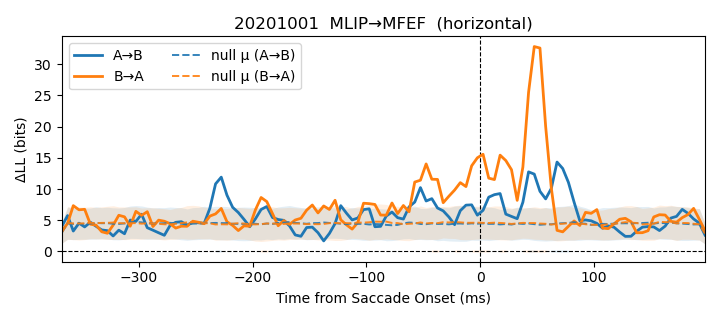 20201001  MLIP→MFEF  (horizontal)
A→B
B→A
null μ (A→B)
null μ (B→A)
ΔLL (bits)
30
25
20
15
10
5
0
−300
−200
−100
0
100
Time from Saccade Onset (ms)